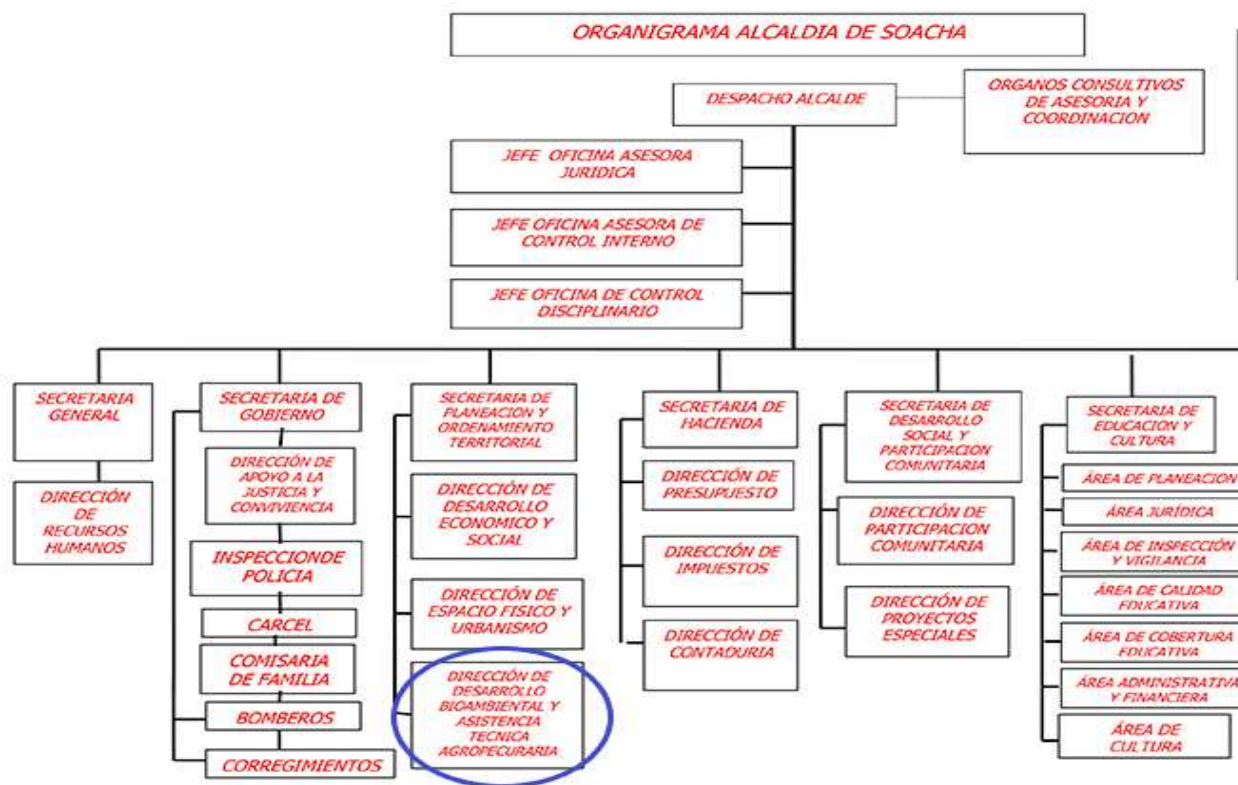 ORGANIGRAMA ALCALDIA DE SOACHA
DESPACHO ALCALDE
ORGANOS CONSULTIVOS
DE ASESORIA Y
COORDINACION
JEFE OFICINA ASESORA
JURIDICA
JEFE OFICINA ASESORA DE
CONTROL INTERNO
JEFE OFICINA DE CONTROL
DISCIPLINARIO
SECRETARIA
GENERAL
DIRECCIÓN
DE
RECURSOS
HUMANOS
SECRETARIA DE
GOBIERNO
DIRECCIÓN DE
APOYO A LA
JUSTICIA Y
CONVIVIENCIA
INSPECCIONDE
POLICIA
CARCEL
COMISARIA
DE FAMILIA
BOMBEROS
CORREGIMIENTOS
SECRETARIA DE
PLANEACION Y
ORDENAMIENTO
TERRITORIAL
DIRECCIÓN DE
DESARROLLO
ECONOMICO Y
SOCIAL
DIRECCIÓN DE
ESPACIO FISICO Y
URBANISMO
DIRECCIÓN DE
DESARROLLO
BIOAMBIENTAL Y
ASISTENCIA
TECNICA
AGROPECURARIA
SECRETARIA DE
HACIENDA
DIRECCIÓN DE
PRESUPUESTO
DIRECCIÓN DE
IMPUESTOS
DIRECCIÓN DE
CONTADURIA
SECRETARIA DE
DESARROLLO
SOCIAL Y
PARTICIPACION
COMUNITARIA
DIRECCIÓN DE
PARTICIPACION
COMUNITARIA
DIRECCIÓN DE
PROYECTOS
ESPECIALES
SECRETARIA DE
EDUCACION Y
CULTURA
ÁREA DE PLANEACION
ÁREA JURÍDICA
ÁREA DE INSPECCIÓN
Y VIGILANCIA
ÁREA DE CALIDAD
EDUCATIVA
ÁREA DE COBERTURA
EDUCATIVA
ÁREA ADMINISTRATIVA
Y FINANCIERA
ÁREA DE
CULTURA